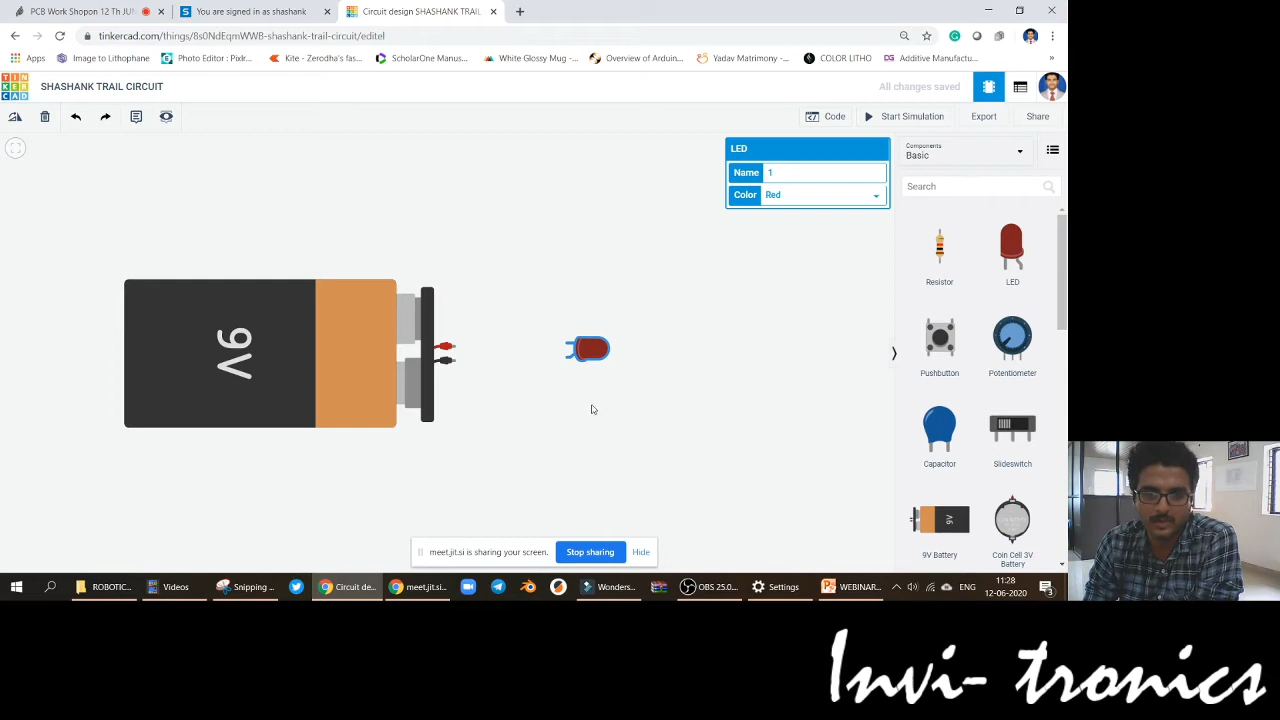 PCB Work Shopon 12 Th JUN
You are signed in as shashank
Circuit design SHASHANK TRAIL
tinkercad.com/things/8s0NdEqmWWB-shashank-trail-circuit/editel
Apps
Image to Lithophane
Photo Editor : Pixlr...
Kite - Zerodha's fas...
ScholarOne Manus...
White Glossy Mug -...
Overview of Arduin...
Yadav Matrimony -...
COLOR LITHO
Additive Manufactu...
TIN
KER
CAD
SHASHANK TRAIL CIRCUIT
All changes saved
Code
Start Simulation
Export
Share
LED
Name 1
Color Red
Components
Basic
Search
Resistor
LED
Pushbutton
Potentiometer
Capacitor
Slideswitch
9V
9V
9V Battery
Coin Cell 3V
Battery
meet.jit.si is sharing your screen.
Stop sharing
Hide
ROBOTIC...
Videos
Snipping ...
Circuit de...
meet.jit.si...
Wonders...
OBS 25.0...
Settings
WEBINAR...
ENG
11:28
12-06-2020
3
Invi- tronics